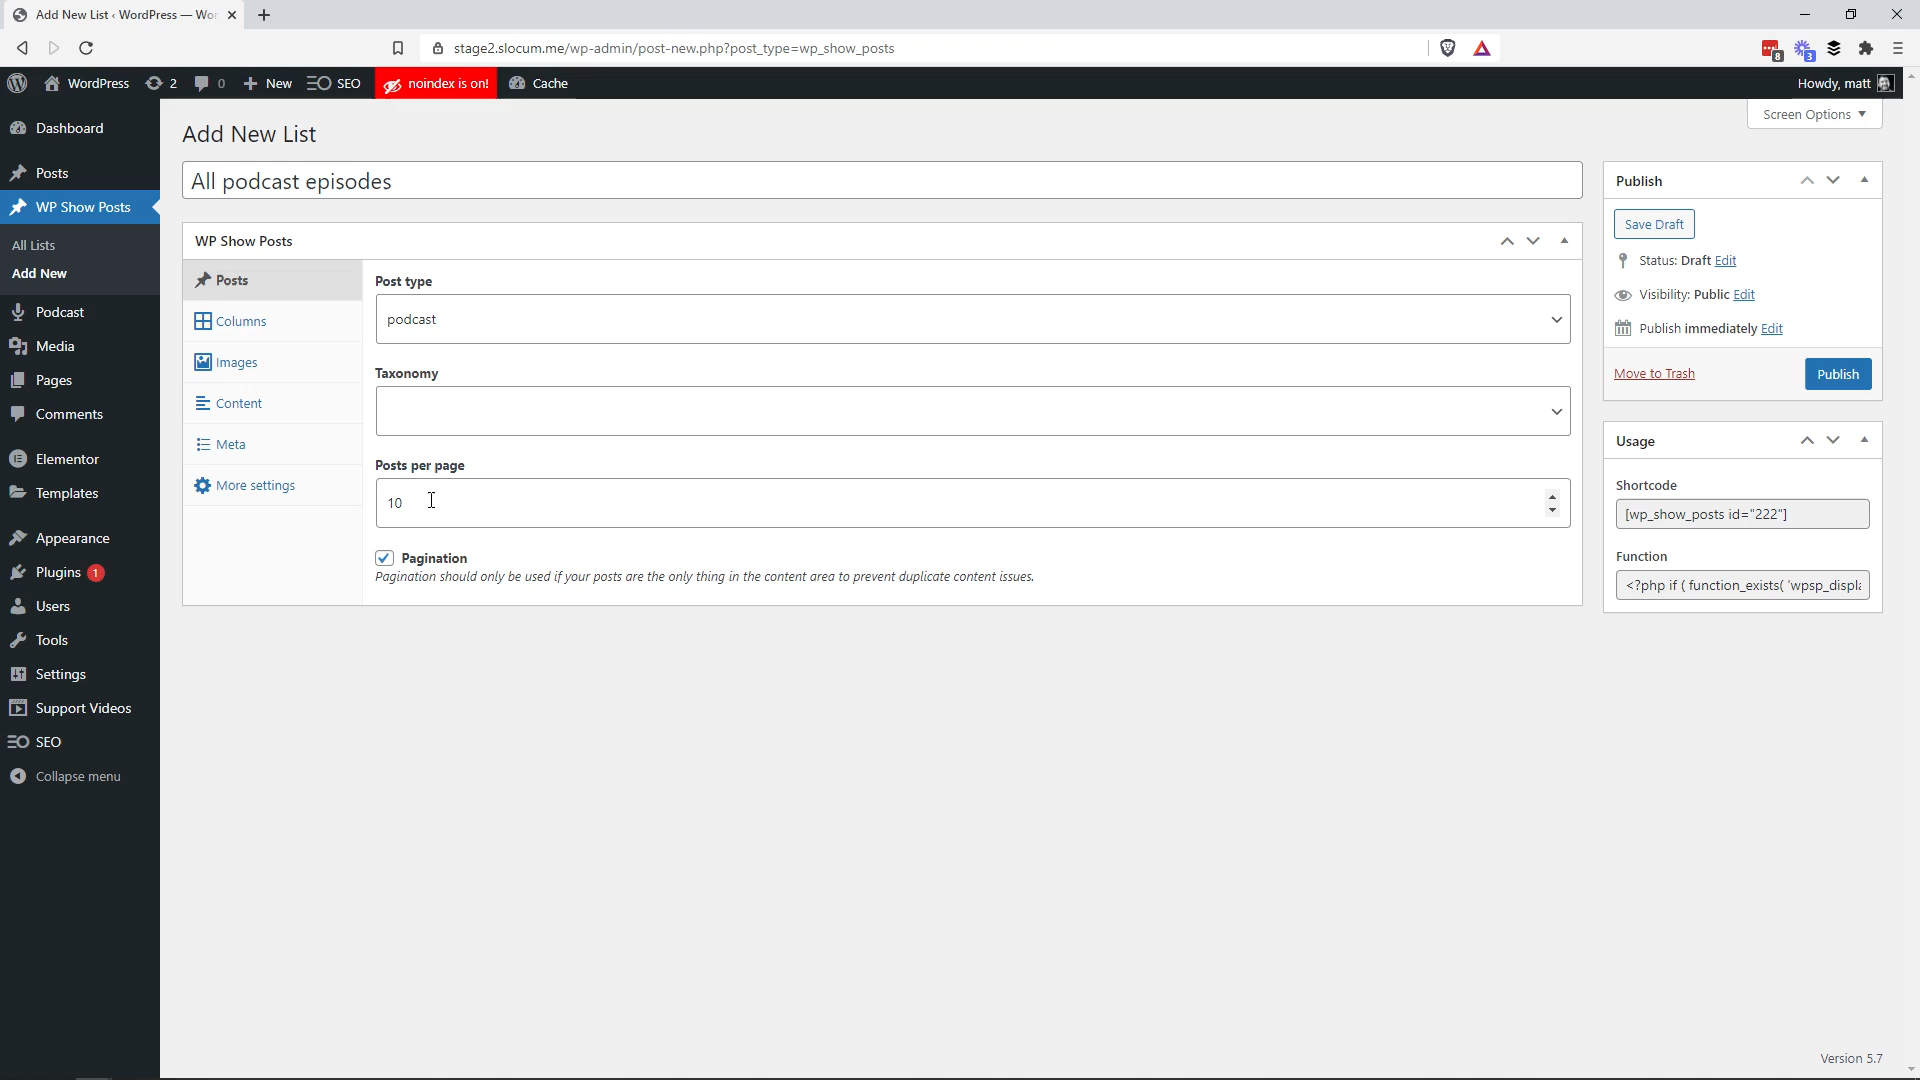 Add New List ‹ WordPress — Wor
stage2.slocum.me/wp-admin/post-new.php?post_type=wp_show_posts
8
3
WordPress 2 0 New SEO noindex is on! Cache Howdy, matt
Screen Options
Dashboard
Posts
WP Show Posts
All Lists
Add New
Podcast
Media
Pages
Comments
Elementor
Templates
Appearance
Plugins 1
Users
Tools
Settings
Support Videos
SEO
Collapse menu
Add New List
All podcast episodes
WP Show Posts
Posts
Columns
Images
Content
Meta
More settings
Post type
podcast
Taxonomy
Posts per page
10
Pagination
Pagination should only be used if your posts are the only thing in the content area to prevent duplicate content issues.
Publish
Save Draft
Status: Draft Edit
Visibility: Public Edit
Publish immediately Edit
Move to Trash Publish
Usage
Shortcode
[wp_show_posts id="222"]
Function
<?php if ( function_exists( 'wpsp_displa
Version 5.7